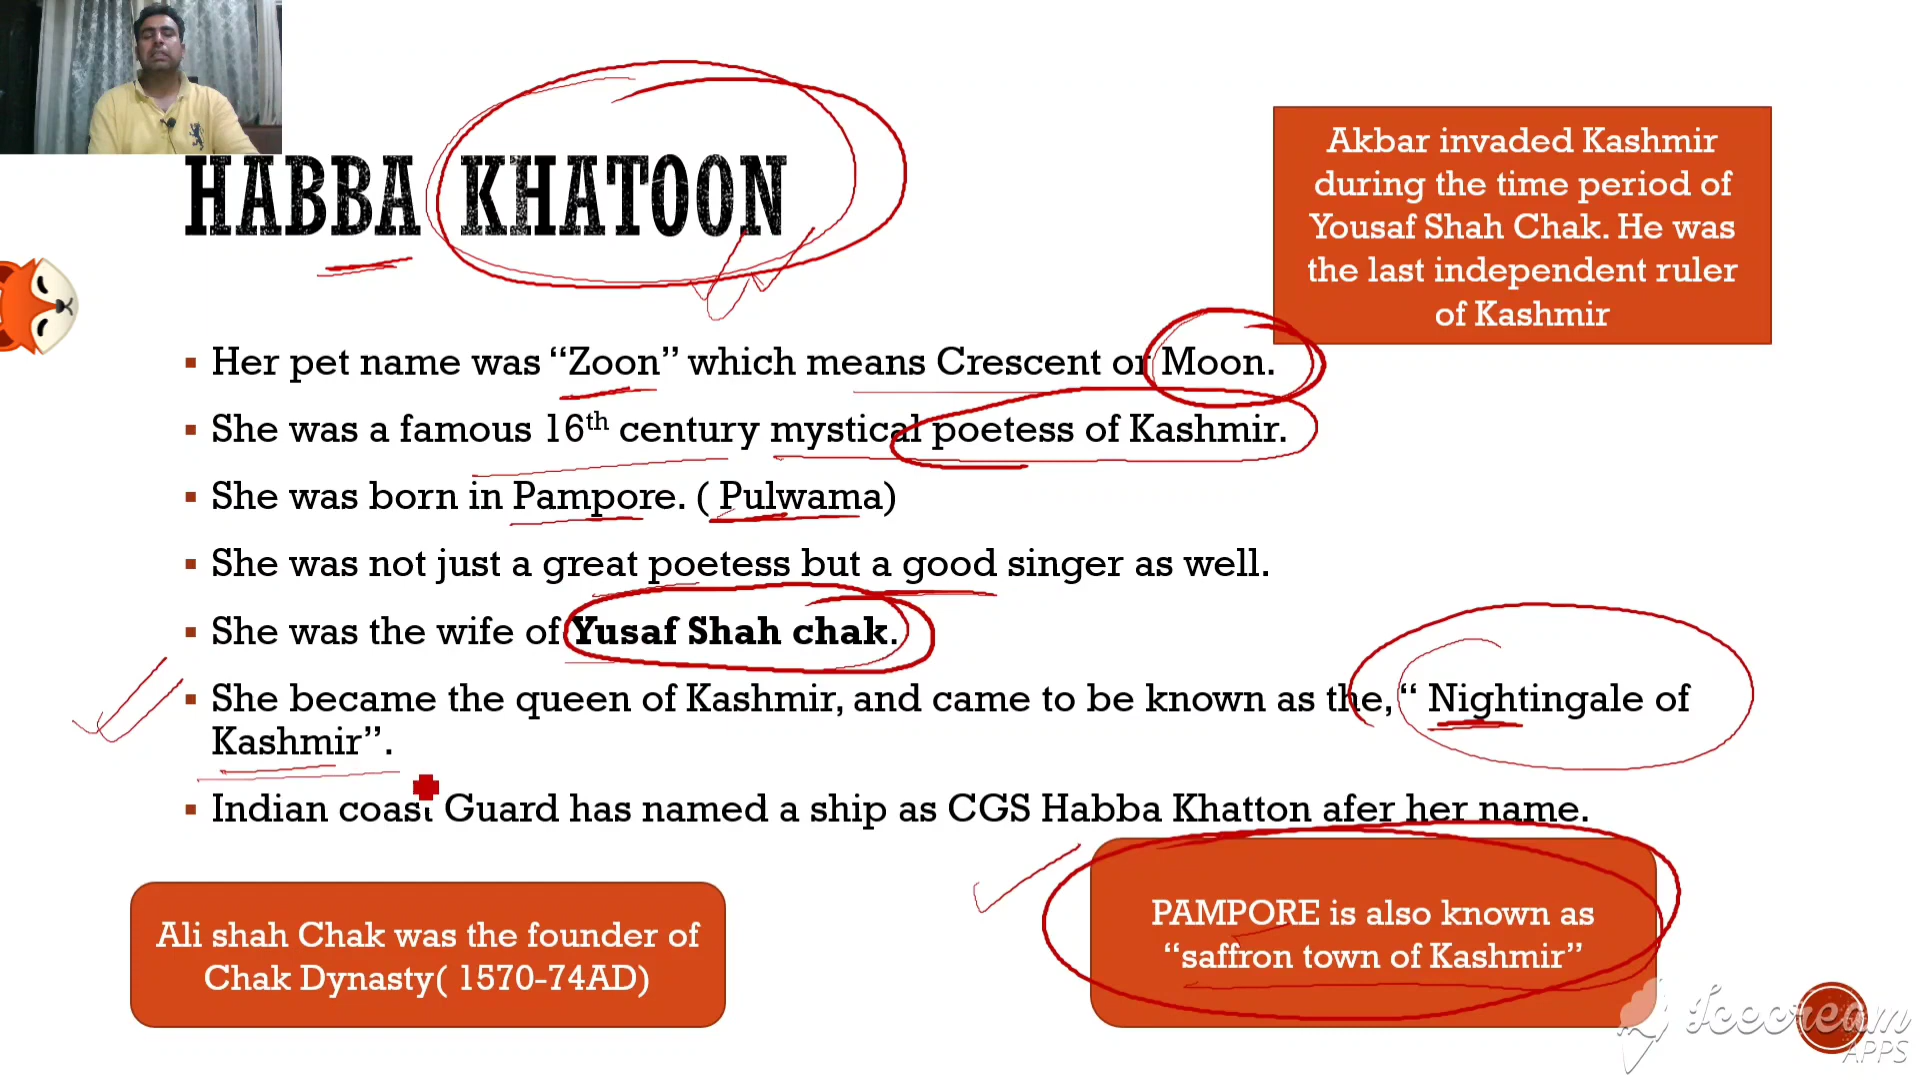 HABBA KHATOON
Akbar invaded Kashmir
during the time period of
Yousaf Shah Chak. He was
the last independent ruler
of Kashmir
▪ Her pet name was “Zoon” which means Crescent or Moon.
▪ She was a famous 16th century mystical poetess of Kashmir.
▪ She was born in Pampore. ( Pulwama)
▪ She was not just a great poetess but a good singer as well.
▪ She was the wife of Yusaf Shah chak.
▪ She became the queen of Kashmir, and came to be known as the,“ Nightingale of
Kashmir”.
▪ Indian coast Guard has named a ship as CGS Habba Khatton afer her name.
Ali shah Chak was the founder of
Chak Dynasty( 1570-74AD)
PAMPORE is also known as
“saffron town of Kashmir”
Icecream
APPS